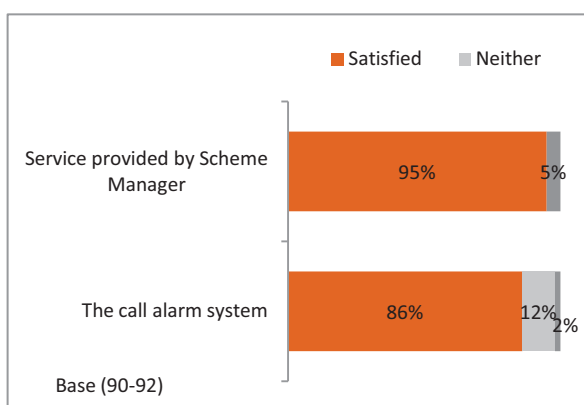 Satisfied Neither
Service provided by Scheme
Manager
95% 5%
The call alarm system
86% 12% 2%
Base (90-92)